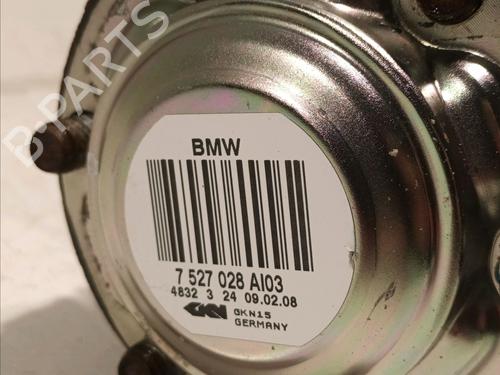 B-PARTS
BMW
7 527 028 AI03
4832 3 24 09.02.08
GKN GKN15
GERMANY